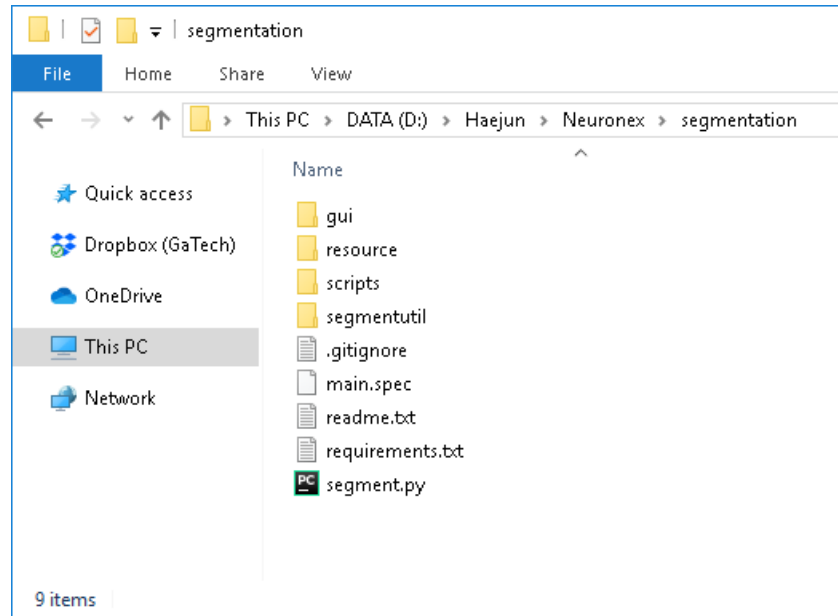 segmentation
File Home Share View
This PC > DATA (D:) > Haejun > Neuronex > segmentation
Name
Quick access
Dropbox (GaTech)
OneDrive
This PC
Network
gui
resource
scripts
segmentutil
.gitignore
main.spec
readme.txt
requirements.txt
PC
segment.py
9 items